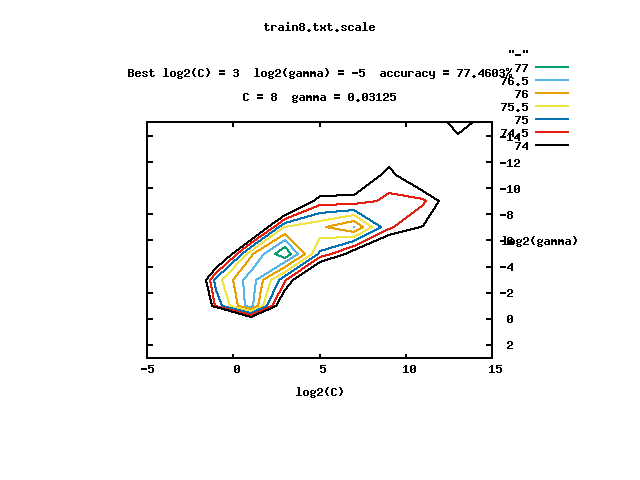 train8.txt.scale
"-"
Best log2(C) = 3  log2(gamma) = -5  accuracy = 77.4603%
77
76.5
C = 8  gamma = 0.03125
76
75.5
75
74.5
-14
74
-12
-10
-8
-6
log2(gamma)
-4
-2
0
2
-5 0 5 10 15
log2(C)